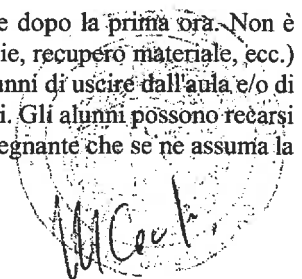 e dopo la prima ora. Non è
ie, recupero materiale, ecc.)
nni di uscire dall'aula e/o di
i. Gli alunni possono recarsi
egnante che se ne assuma la